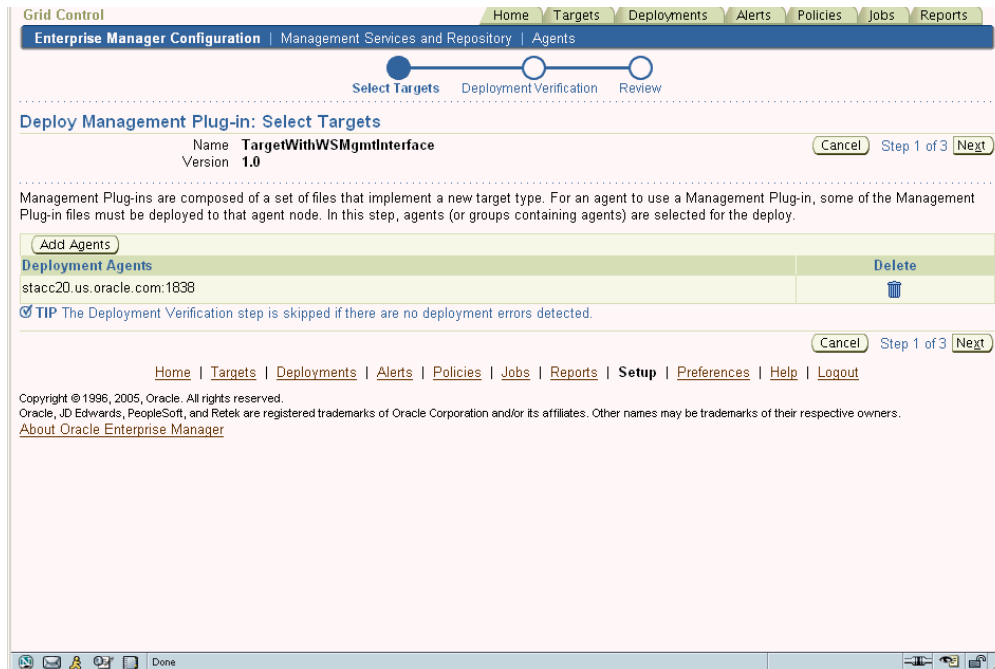 Grid Control
Home Targets Deployments Alerts Policies Jobs Reports
Enterprise Manager Configuration | Management Services and Repository | Agents
Select Targets Deployment Verification Review
Deploy Management Plug-in: Select Targets
Name TargetWithWSMgmtInterface
Cancel Step 1 of 3 Next
Version 1.0
Management Plug-ins are composed of a set of files that implement a new target type. For an agent to use a Management Plug-in, some of the Management
Plug-in files must be deployed to that agent node. In this step, agents (or groups containing agents) are selected for the deploy.
Add Agents
Deployment Agents Delete
stacc20.us.oracle.com:1838
TIP The Deployment Verification step is skipped if there are no deployment errors detected.
Cancel Step 1 of 3 Next
Home | Targets | Deployments | Alerts | Policies | Jobs | Reports | Setup | Preferences | Help | Logout
Copyright © 1996, 2005, Oracle. All rights reserved.
Oracle, JD Edwards, PeopleSoft, and Retek are registered trademarks of Oracle Corporation and/or its affiliates. Other names may be trademarks of their respective owners.
About Oracle Enterprise Manager
Done